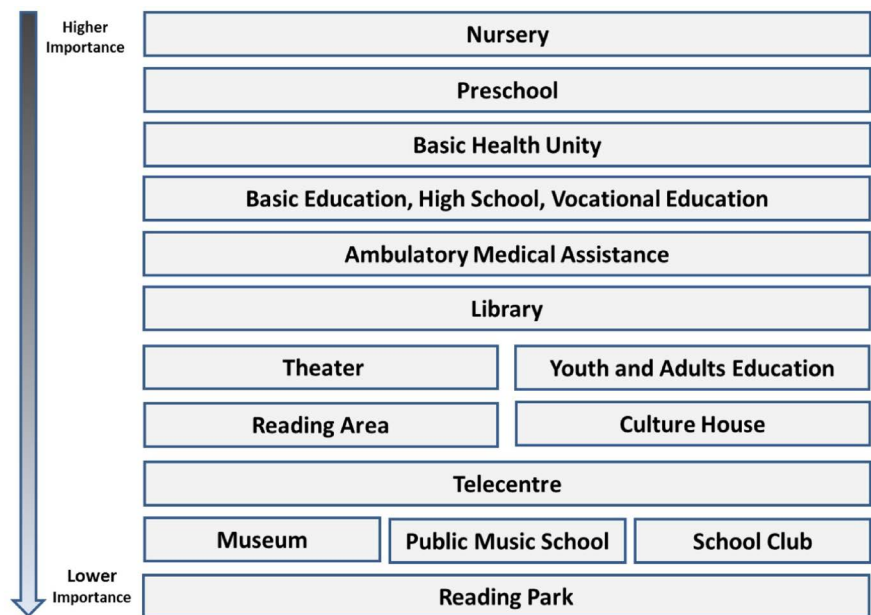 Higher
Importance
Nursery
Preschool
Basic Health Unity
Basic Education, High School, Vocational Education
Ambulatory Medical Assistance
Library
Theater
Youth and Adults Education
Reading Area
Culture House
Telecentre
Museum
Public Music School
School Club
Lower
Importance
Reading Park